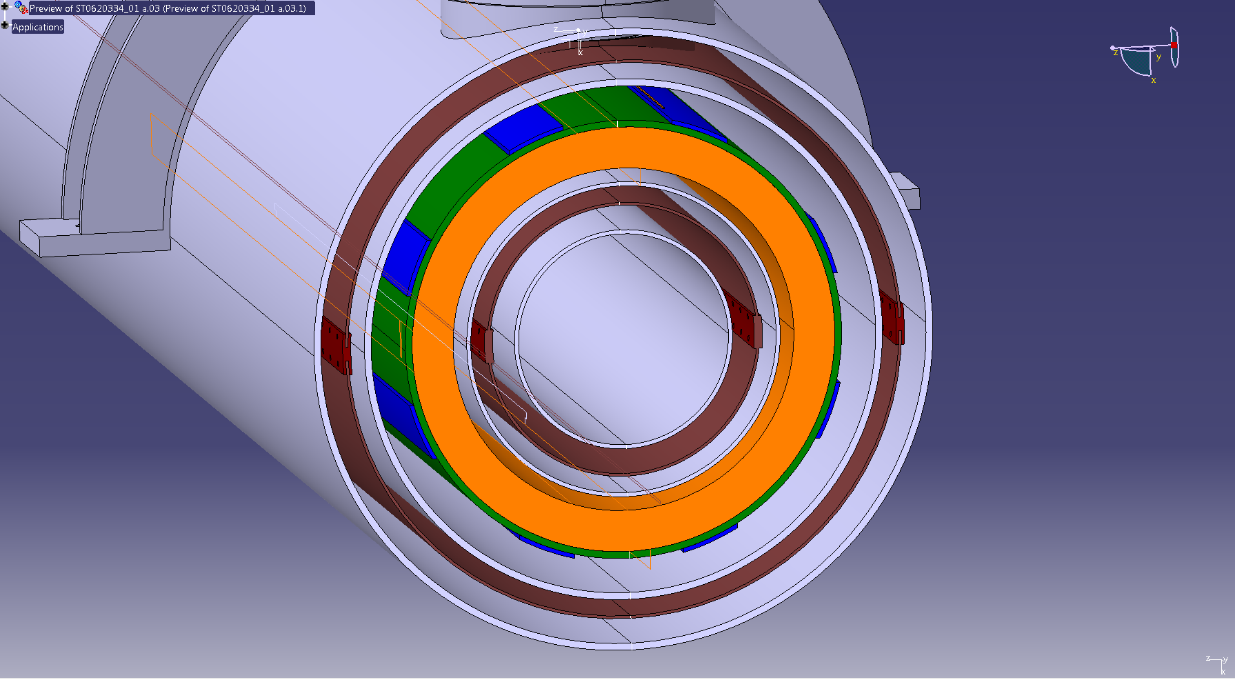 Preview of ST0620334_01 a.03 (Preview of ST0620334_01 a.03.1)
Applications
z
x
z
y
x
z
y
x